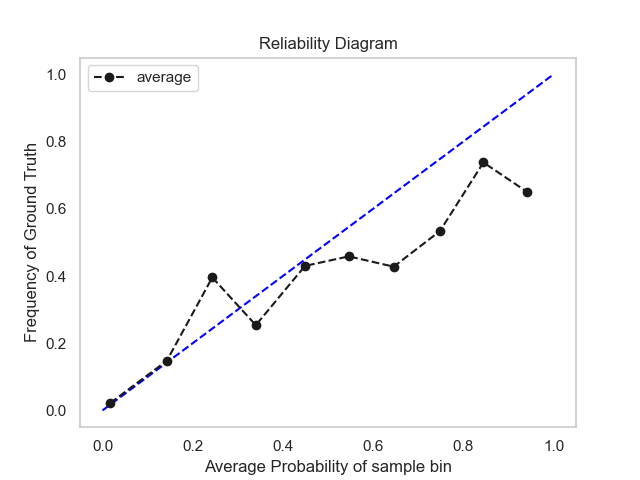 Reliability Diagram
average
1.0
0.8
0.6
0.4
0.2
0.0
Frequency of Ground Truth
0.0 0.2 0.4 0.6 0.8 1.0
Average Probability of sample bin